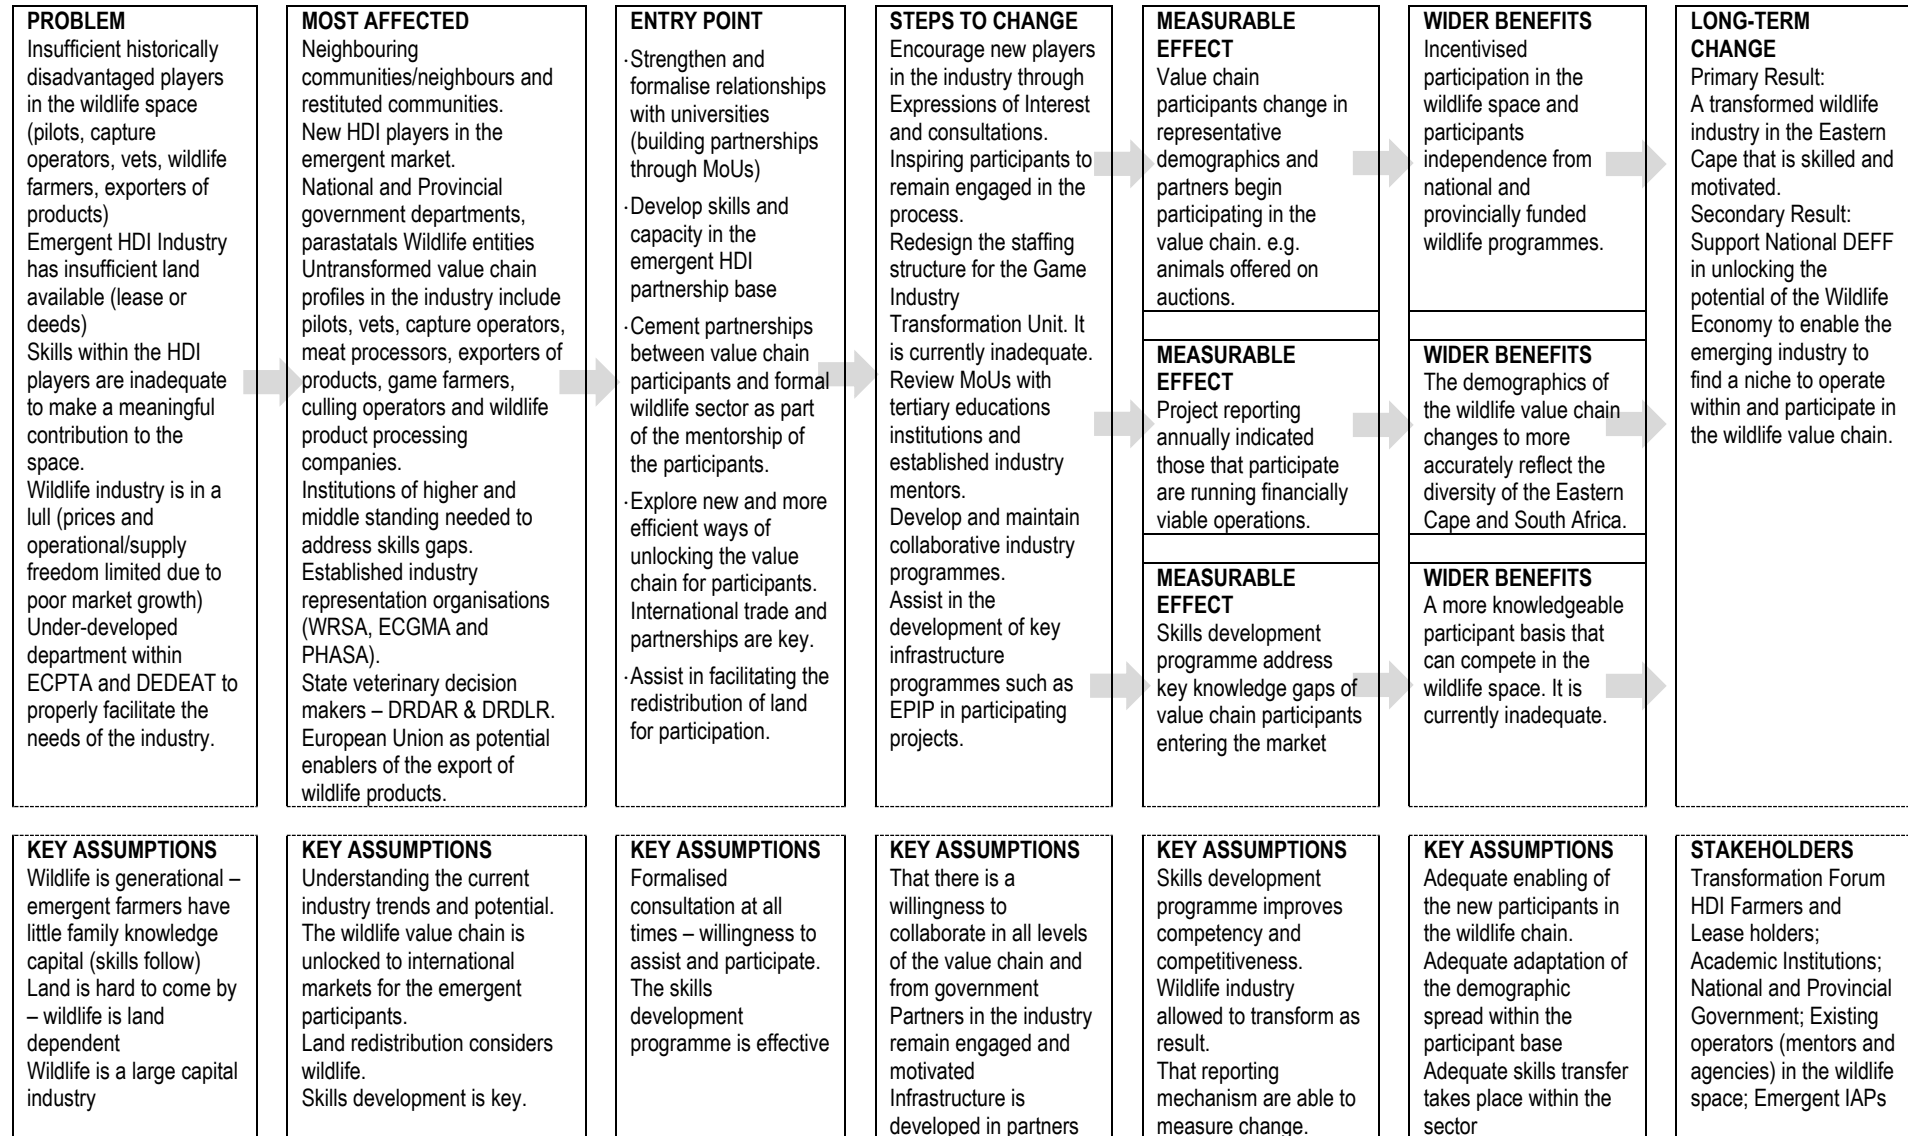 PROBLEM
Insufficient historically
disadvantaged players
in the wildlife space
(pilots, capture
operators, vets, wildlife
farmers, exporters of
products)
Emergent HDI Industry
has insufficient land
available (lease or
deeds)
Skills within the HDI
players are inadequate
to make a meaningful
contribution to the
space.
Wildlife industry is in a
lull (prices and
operational/supply
freedom limited due to
poor market growth)
Under-developed
department within
ECPTA and DEDEAT to
properly facilitate the
needs of the industry.
MOST AFFECTED
Neighbouring
communities/neighbours and
restituted communities.
New HDI players in the
emergent market.
National and Provincial
government departments,
parastatals Wildlife entities
Untransformed value chain
profiles in the industry include
pilots, vets, capture operators,
meat processors, exporters of
products, game farmers,
culling operators and wildlife
product processing
companies.
Institutions of higher and
middle standing needed to
address skills gaps.
Established industry
representation organisations
(WRSA, ECGMA and
PHASA).
State veterinary decision
makers – DRDAR & DRDLR.
European Union as potential
enablers of the export of
wildlife products.
ENTRY POINT
·Strengthen and
formalise relationships
with universities
(building partnerships
through MoUs)
·Develop skills and
capacity in the
emergent HDI
partnership base
·Cement partnerships
between value chain
participants and formal
wildlife sector as part
of the mentorship of
the participants.
·Explore new and more
efficient ways of
unlocking the value
chain for participants.
International trade and
partnerships are key.
·Assist in facilitating the
redistribution of land
for participation.
STEPS TO CHANGE
Encourage new players
in the industry through
Expressions of Interest
and consultations.
Inspiring participants to
remain engaged in the
process.
Redesign the staffing
structure for the Game
Industry
Transformation Unit. It
is currently inadequate.
Review MoUs with
tertiary educations
institutions and
established industry
mentors.
Develop and maintain
collaborative industry
programmes.
Assist in the
development of key
infrastructure
programmes such as
EPIP in participating
projects.
MEASURABLE
EFFECT
Value chain
participants change in
representative
demographics and
partners begin
participating in the
value chain. e.g.
animals offered on
auctions.
MEASURABLE
EFFECT
Project reporting
annually indicated
those that participate
are running financially
viable operations.
MEASURABLE
EFFECT
Skills development
programme address
key knowledge gaps of
value chain participants
entering the market
WIDER BENEFITS
Incentivised
participation in the
wildlife space and
participants
independence from
national and
provincially funded
wildlife programmes.
WIDER BENEFITS
The demographics of
the wildlife value chain
changes to more
accurately reflect the
diversity of the Eastern
Cape and South Africa.
WIDER BENEFITS
A more knowledgeable
participant basis that
can compete in the
wildlife space. It is
currently inadequate.
LONG-TERM
CHANGE
Primary Result:
A transformed wildlife
industry in the Eastern
Cape that is skilled and
motivated.
Secondary Result:
Support National DEFF
in unlocking the
potential of the Wildlife
Economy to enable the
emerging industry to
find a niche to operate
within and participate in
the wildlife value chain.
KEY ASSUMPTIONS
Wildlife is generational –
emergent farmers have
little family knowledge
capital (skills follow)
Land is hard to come by
– wildlife is land
dependent
Wildlife is a large capital
industry
KEY ASSUMPTIONS
Understanding the current
industry trends and potential.
The wildlife value chain is
unlocked to international
markets for the emergent
participants.
Land redistribution considers
wildlife.
Skills development is key.
KEY ASSUMPTIONS
Formalised
consultation at all
times – willingness to
assist and participate.
The skills
development
programme is effective
KEY ASSUMPTIONS
That there is a
willingness to
collaborate in all levels
of the value chain and
from government
Partners in the industry
remain engaged and
motivated
Infrastructure is
developed in partners
KEY ASSUMPTIONS
Skills development
programme improves
competency and
competitiveness.
Wildlife industry
allowed to transform as
result.
That reporting
mechanism are able to
measure change.
KEY ASSUMPTIONS
Adequate enabling of
the new participants in
the wildlife chain.
Adequate adaptation of
the demographic
spread within the
participant base
Adequate skills transfer
takes place within the
sector
STAKEHOLDERS
Transformation Forum
HDI Farmers and
Lease holders;
Academic Institutions;
National and Provincial
Government; Existing
operators (mentors and
agencies) in the wildlife
space; Emergent IAPs